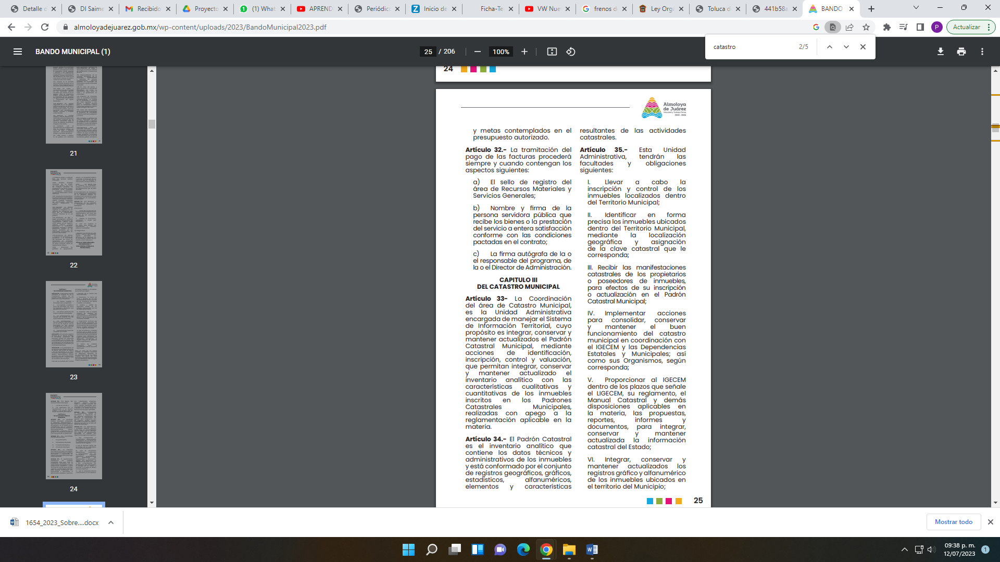 Detalle d
DI Saime
Recibido
Proyecto
(1) What
APREND
Periódico
Inicio de
Ficha-Te
VW Nue
frenos d
Ley Orga
Toluca d
441b58a
BANDO
almoloyadejuarez.gob.mx/wp-content/uploads/2023/BandoMunicipal2023.pdf
P
Actualizar
BANDO MUNICIPAL (1)
25 / 206
100%
catastro
2/5
21
22
23
24
24
Almoloya
de Juárez
2022 - 2024
y metas contemplados en el
presupuesto autorizado.
Artículo 32.- La tramitación del
pago de las facturas procederá
siempre y cuando contengan los
aspectos siguientes:
a) El sello de registro del
área de Recursos Materiales y
Servicios Generales;
b) Nombre y firma de la
persona servidora pública que
recibe los bienes o la prestación
del servicio a entera satisfacción
conforme con las condiciones
pactadas en el contrato;
c) La firma autógrafa de la o
el responsable del programa, de
la o el Director de Administración.
CAPITULO III
DEL CATASTRO MUNICIPAL
Artículo 33- La Coordinación
del área de Catastro Municipal,
es la Unidad Administrativa
encargada de manejar el Sistema
de Información Territorial, cuyo
propósito es integrar, conservar y
mantener actualizados el Padrón
Catastral Municipal, mediante
acciones de identificación,
inscripción, control y valuación,
que permitan integrar, conservar
y mantener actualizado el
inventario analítico con las
características cualitativas y
cuantitativas de los inmuebles
inscritos en los Padrones
Catastrales Municipales,
realizadas con apego a la
reglamentación aplicable en la
materia.
Artículo 34.- El Padrón Catastral
es el inventario analítico que
contiene los datos técnicos y
administrativos de los inmuebles
y está conformado por el conjunto
de registros geográficos, gráficos,
estadísticos, alfanuméricos,
elementos y características
resultantes de las actividades
catastrales.
Artículo 35.- Esta Unidad
Administrativa, tendrán las
facultades y obligaciones
siguientes:
I. Llevar a cabo la
inscripción y control de los
inmuebles localizados dentro
del Territorio Municipal;
II. Identificar en forma
precisa los inmuebles ubicados
dentro del Territorio Municipal,
mediante la localización
geográfica y asignación
de la clave catastral que le
corresponda;
III. Recibir las manifestaciones
catastrales de los propietarios
o poseedores de inmuebles,
para efectos de su inscripción
o actualización en el Padrón
Catastral Municipal;
IV. Implementar acciones
para consolidar, conservar
y mantener el buen
funcionamiento del catastro
municipal en coordinación con
el IGECEM y las Dependencias
Estatales y Municipales; así
como sus Organismos, según
corresponda;
V. Proporcionar al IGECEM
dentro de los plazos que señale
el LIGECEM, su reglamento, el
Manual Catastral y demás
disposiciones aplicables en
la materia, las propuestas,
reportes, informes y
documentos, para integrar,
conservar y mantener
actualizada la información
catastral del Estado;
VI. Integrar, conservar y
mantener actualizados los
registros gráfico y alfanumérico
de los inmuebles ubicados en
el territorio del Municipio;
25
1654_2023_Sobre....docx
Mostrar todo
09:38 p. m.
12/07/2023
1